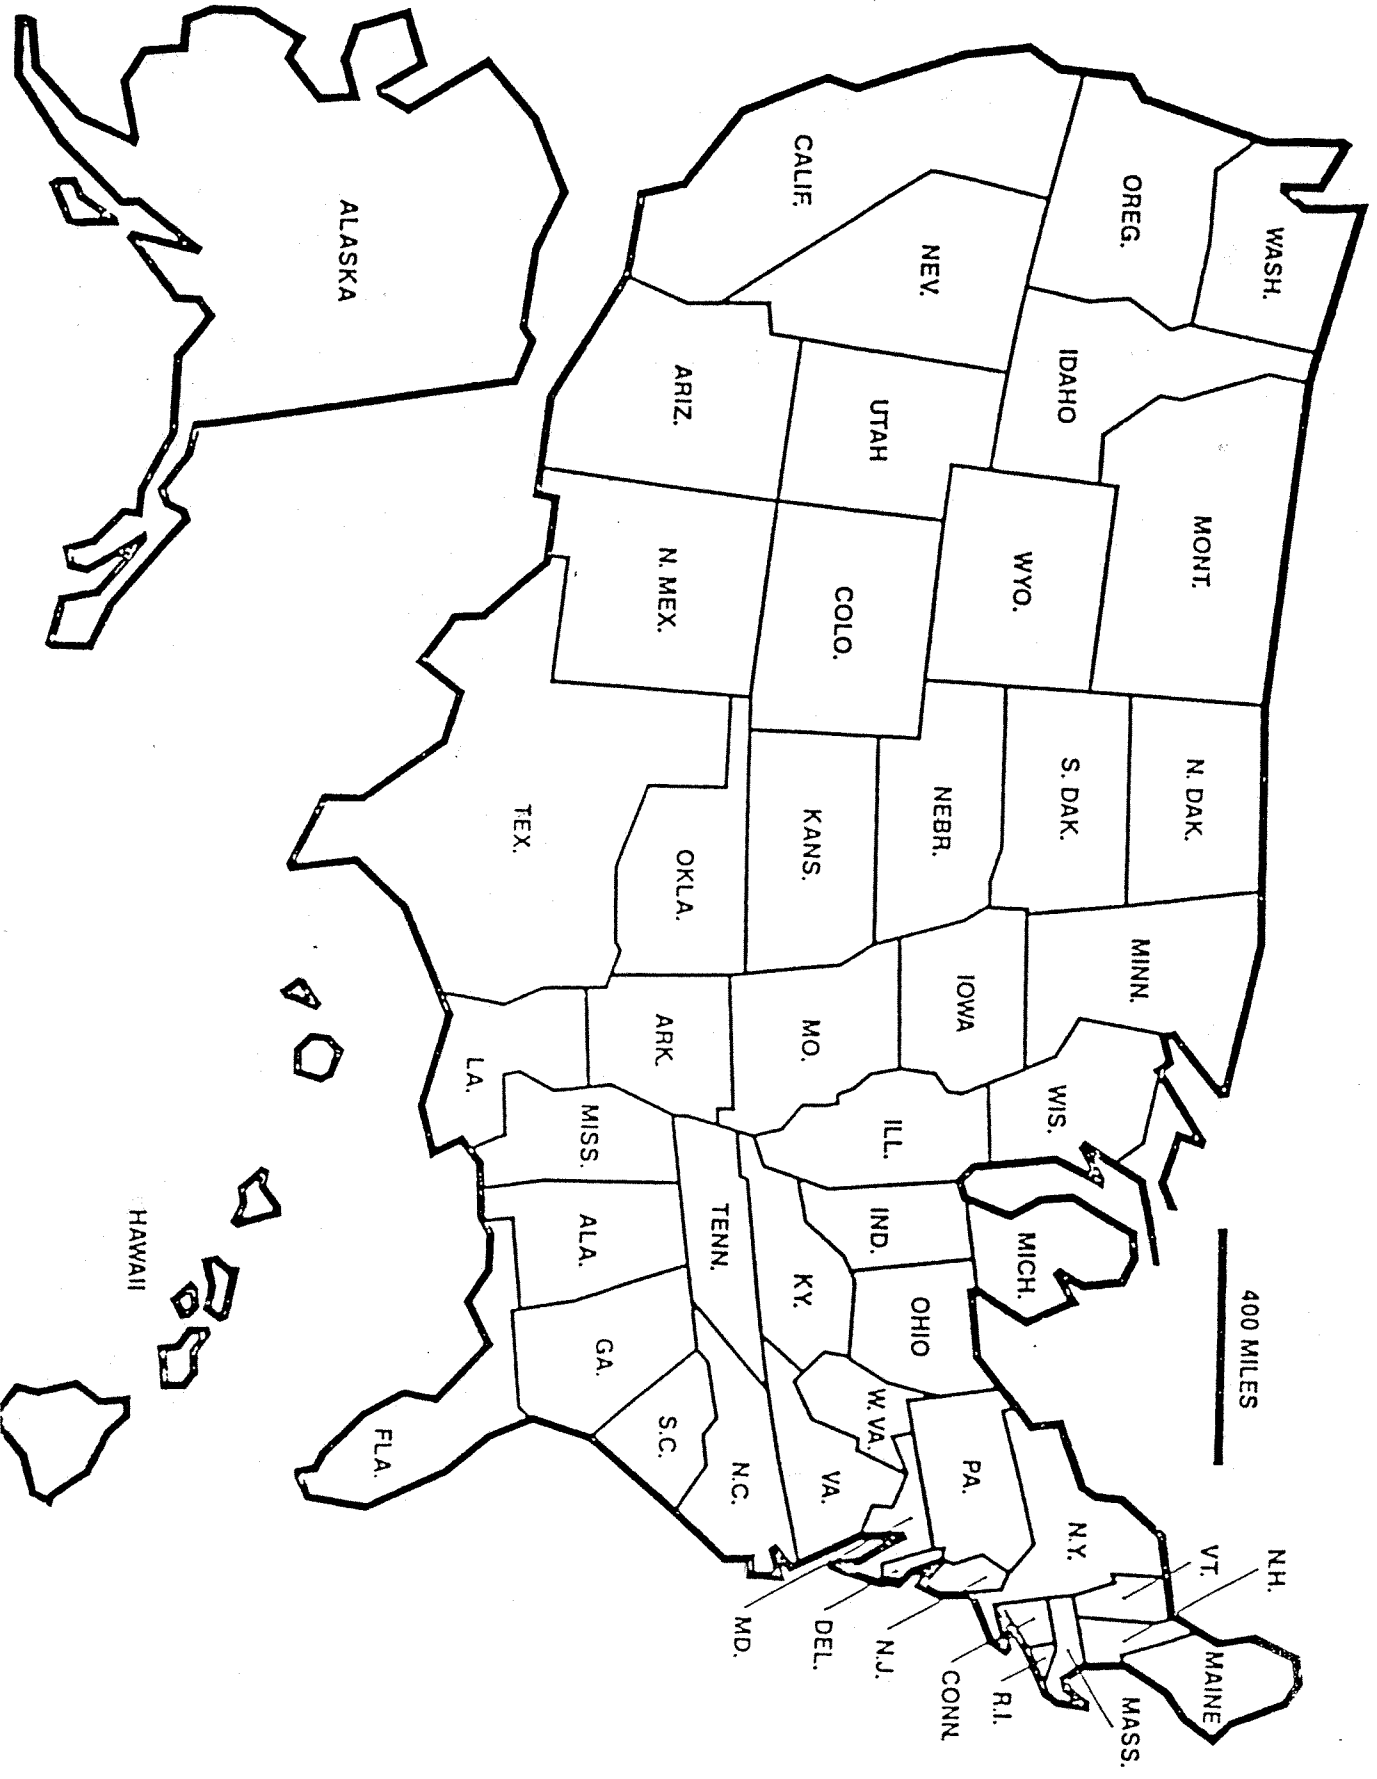 WASH.
OREG.
CALIF.
NEV.
IDAHO
MONT.
WYO.
UTAH
ARIZ.
COLO.
N. MEX.
N. DAK.
S. DAK.
NEBR.
KANS.
OKLA.
TEX.
MINN.
IOWA
MO.
ARK.
LA.
WIS.
ILL.
MISS.
IND.
MICH.
OHIO
KY.
TENN.
ALA.
GA.
FLA.
S.C.
N.C.
VA.
W. VA.
PA.
N.Y.
VT.
N.H.
MAINE
MASS.
R.I.
CONN.
N.J.
DEL.
MD.
400 MILES
ALASKA
HAWAII